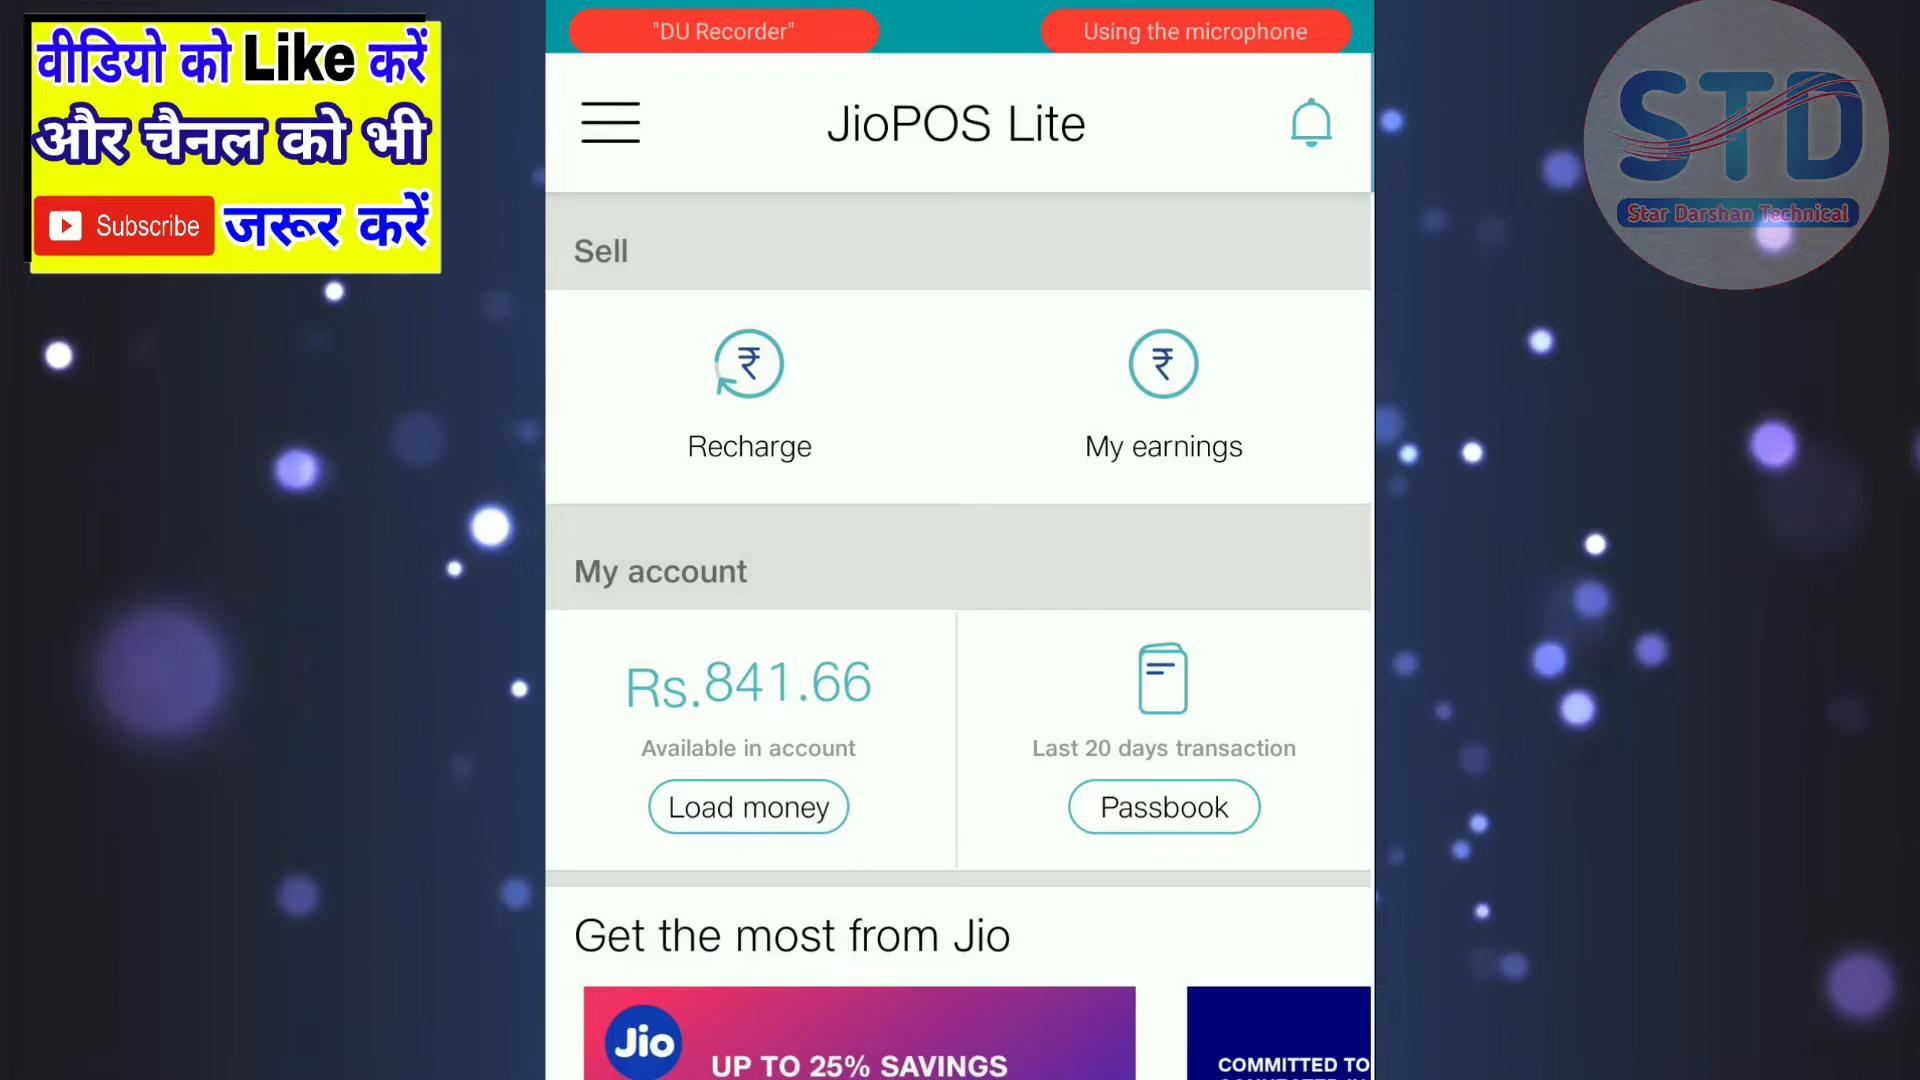 वीडियो को Like करें
और चैनल को भी
Subscribe जरूर करें
"DU Recorder"
Using the microphone
JioPOS Lite
STD
Star Darshan Technical
Sell
₹
₹
Recharge
My earnings
My account
Rs.841.66
Available in account
Load money
Last 20 days transaction
Passbook
Get the most from Jio
Jio
UP TO 25% SAVINGS
COMMITTED TO